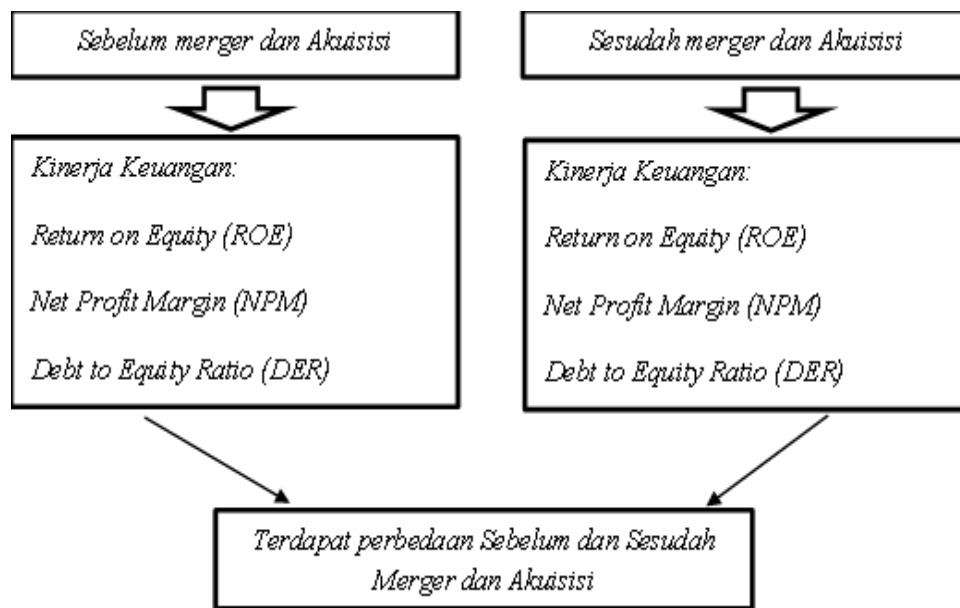 Sebelum merger dan Akuisisi
Sesudah merger dan Akuisisi
Kinerja Keuangan:
Return on Equity (ROE)
Net Profit Margin (NPM)
Debt to Equity Ratio (DER)
Kinerja Keuangan:
Return on Equity (ROE)
Net Profit Margin (NPM)
Debt to Equity Ratio (DER)
Terdapat perbedaan Sebelum dan Sesudah
Merger dan Akuisisi